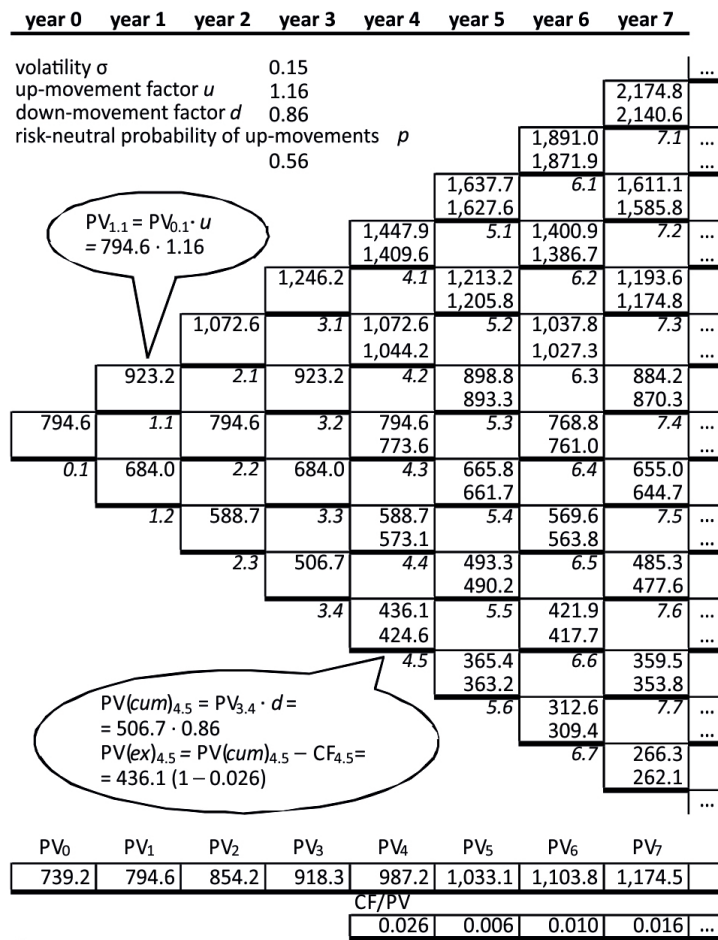 year 0 year 1 year 2 year 3 year 4 year 5 year 6 year 7
volatility σ 0.15 ...
up-movement factor u 1.16 2,174.8
down-movement factor d 0.86 2,140.6
risk-neutral probability of up-movements p 1,891.0 7.1 ...
0.56 1,871.9 ...
1,637.7 6.1 1,611.1
1,627.6 1,585.8
PV1.1 = PV0.1 · u 1,447.9 5.1 1,400.9 7.2 ...
= 794.6 · 1.16 1,409.6 1,386.7 ...
1,246.2 4.1 1,213.2 6.2 1,193.6
1,205.8 1,174.8
1,072.6 3.1 1,072.6 5.2 1,037.8 7.3 ...
1,044.2 1,027.3 ...
923.2 2.1 923.2 4.2 898.8 6.3 884.2
893.3 870.3
794.6 1.1 794.6 3.2 794.6 5.3 768.8 7.4 ...
773.6 761.0 ...
0.1 684.0 2.2 684.0 4.3 665.8 6.4 655.0
661.7 644.7
1.2 588.7 3.3 588.7 5.4 569.6 7.5 ...
573.1 563.8 ...
2.3 506.7 4.4 493.3 6.5 485.3
490.2 477.6
3.4 436.1 5.5 421.9 7.6 ...
424.6 417.7 ...
4.5 365.4 6.6 359.5
PV(cum)4.5 = PV3.4 · d = 363.2 353.8
= 506.7 · 0.86 5.6 312.6 7.7 ...
PV(ex)4.5 = PV(cum)4.5 − CF4.5= 309.4 ...
= 436.1 (1 − 0.026) 6.7 266.3
262.1
...
PV0 PV1 PV2 PV3 PV4 PV5 PV6 PV7
739.2 794.6 854.2 918.3 987.2 1,033.1 1,103.8 1,174.5
CF/PV
0.026 0.006 0.010 0.016 ...